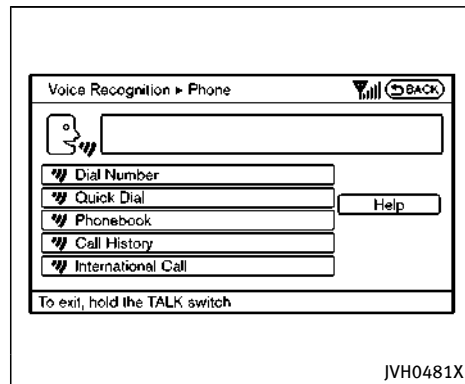 Voice Recognition ▸ Phone
BACK
Dial Number
Quick Dial
Help
Phonebook
Call History
International Call
To exit, hold the TALK switch
JVH0481X